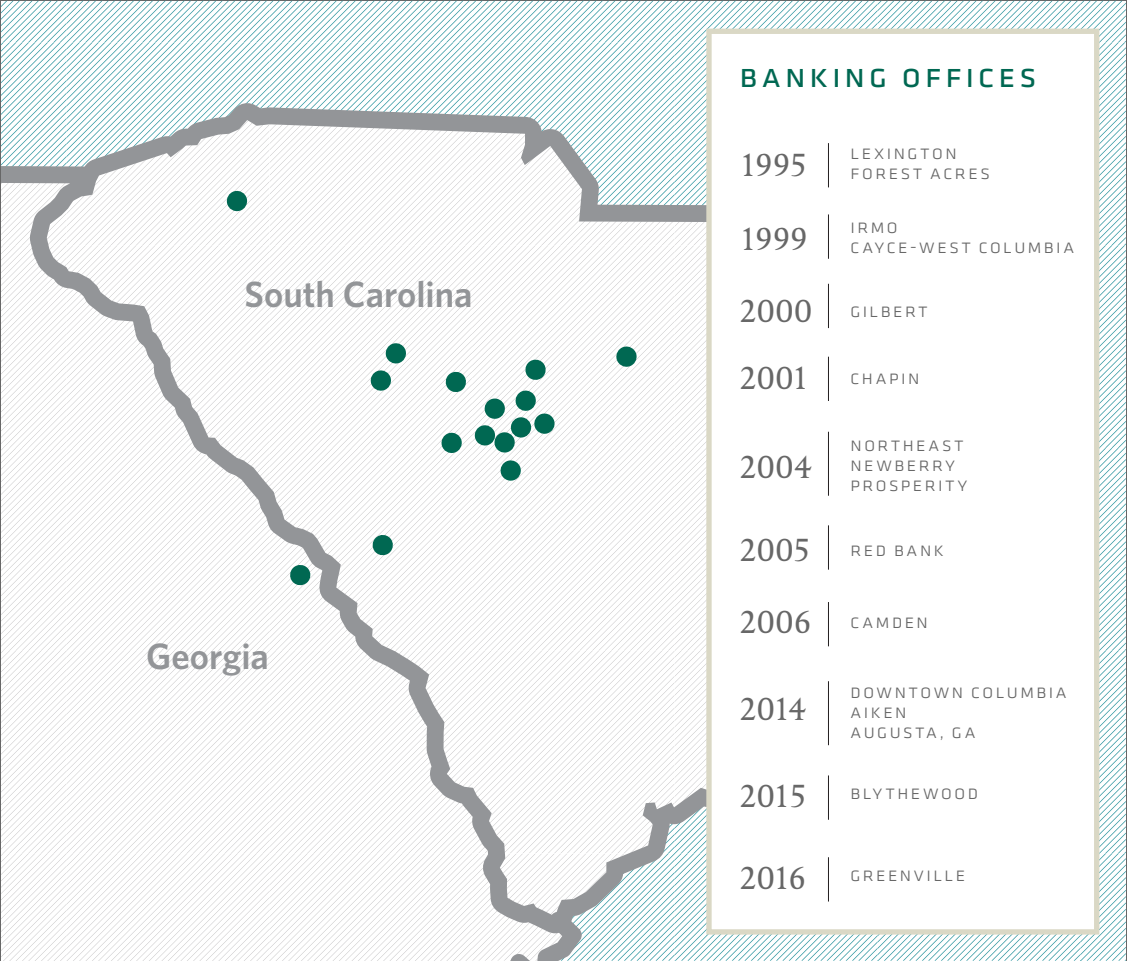 South Carolina
Georgia
BANKING OFFICES
1995
LEXINGTON
FOREST ACRES
1999
IRMO
CAYCE-WEST COLUMBIA
2000
GILBERT
2001
CHAPIN
2004
NORTHEAST
NEWBERRY
PROSPERITY
2005
RED BANK
2006
CAMDEN
2014
DOWNTOWN COLUMBIA
AIKEN
AUGUSTA, GA
2015
BLYTHEWOOD
2016
GREENVILLE